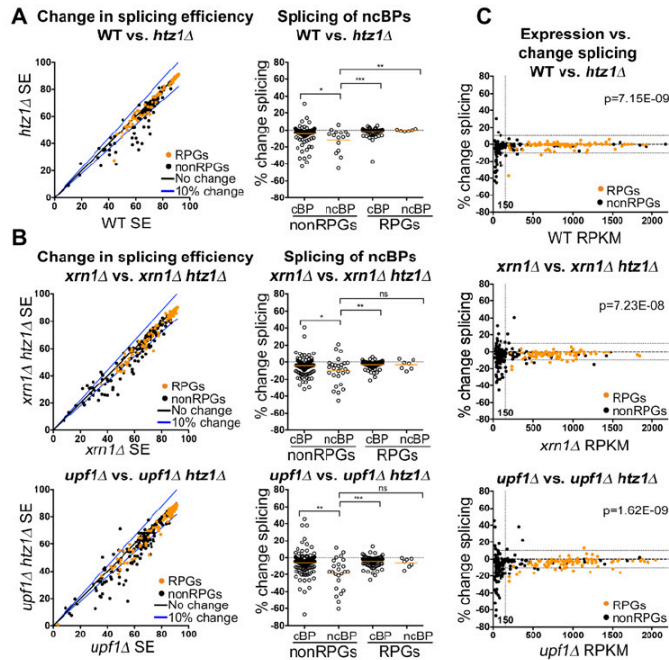 A
Change in splicing efficiency
WT vs. htz1Δ
htz1Δ SE
100
80
60
40
20
0
0 20 40 60 80 100
WT SE
RPGs
nonRPGs
No change
10% change
Splicing of ncBPs
WT vs. htz1Δ
% change splicing
80
60
40
20
0
-20
-40
-60
-80
*
***
**
cBP ncBP cBP ncBP
nonRPGs RPGs
B
Change in splicing efficiency
xrn1Δ vs. xrn1Δ htz1Δ
xrn1Δ htz1Δ SE
100
80
60
40
20
0
0 20 40 60 80 100
xrn1Δ SE
RPGs
nonRPGs
No change
10% change
Splicing of ncBPs
xrn1Δ vs. xrn1Δ htz1Δ
% change splicing
80
60
40
20
0
-20
-40
-60
-80
*
**
ns
cBP ncBP cBP ncBP
nonRPGs RPGs
upf1Δ vs. upf1Δ htz1Δ
upf1Δ htz1Δ SE
100
80
60
40
20
0
0 20 40 60 80 100
upf1Δ SE
RPGs
nonRPGs
No change
10% change
upf1Δ vs. upf1Δ htz1Δ
% change splicing
80
60
40
20
0
-20
-40
-60
-80
**
***
ns
cBP ncBP cBP ncBP
nonRPGs RPGs
C
Expression vs.
change splicing
WT vs. htz1Δ
% change splicing
80
60
40
20
0
-20
-40
-60
-80
p=7.15E-09
RPGs
nonRPGs
150
0 500 1000 1500 2000
WT RPKM
xrn1Δ vs. xrn1Δ htz1Δ
% change splicing
80
60
40
20
0
-20
-40
-60
-80
p=7.23E-08
RPGs
nonRPGs
150
0 500 1000 1500 2000
xrn1Δ RPKM
upf1Δ vs. upf1Δ htz1Δ
% change splicing
80
60
40
20
0
-20
-40
-60
-80
p=1.62E-09
RPGs
nonRPGs
150
0 500 1000 1500 2000
upf1Δ RPKM